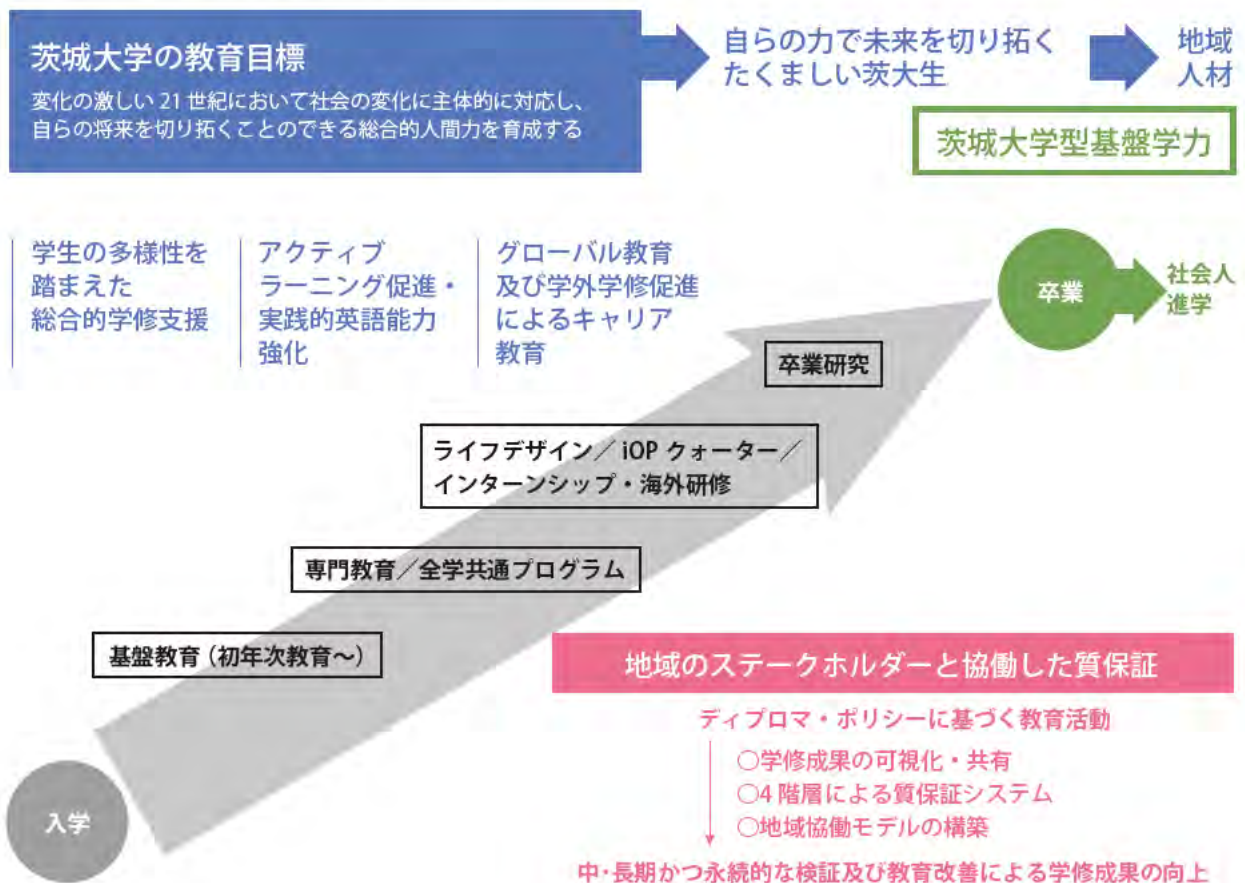 茨城大学の教育目標
変化の激しい 21 世紀において社会の変化に主体的に対応し、
自らの将来を切り拓くことのできる総合的人間力を育成する
自らの力で未来を切り拓く
たくましい茨大生
地域
人材
茨城大学型基盤学力
学生の多様性を
踏まえた
総合的学修支援
アクティブ
ラーニング促進・
実践的英語能力
強化
グローバル教育
及び学外学修促進
によるキャリア
教育
卒業
社会人
進学
卒業研究
ライフデザイン／ iOP クォーター／
インターンシップ・海外研修
専門教育／全学共通プログラム
基盤教育（初年次教育～）
入学
地域のステークホルダーと協働した質保証
ディプロマ・ポリシーに基づく教育活動
○学修成果の可視化・共有
○4 階層による質保証システム
○地域協働モデルの構築
中・長期かつ永続的な検証及び教育改善による学修成果の向上